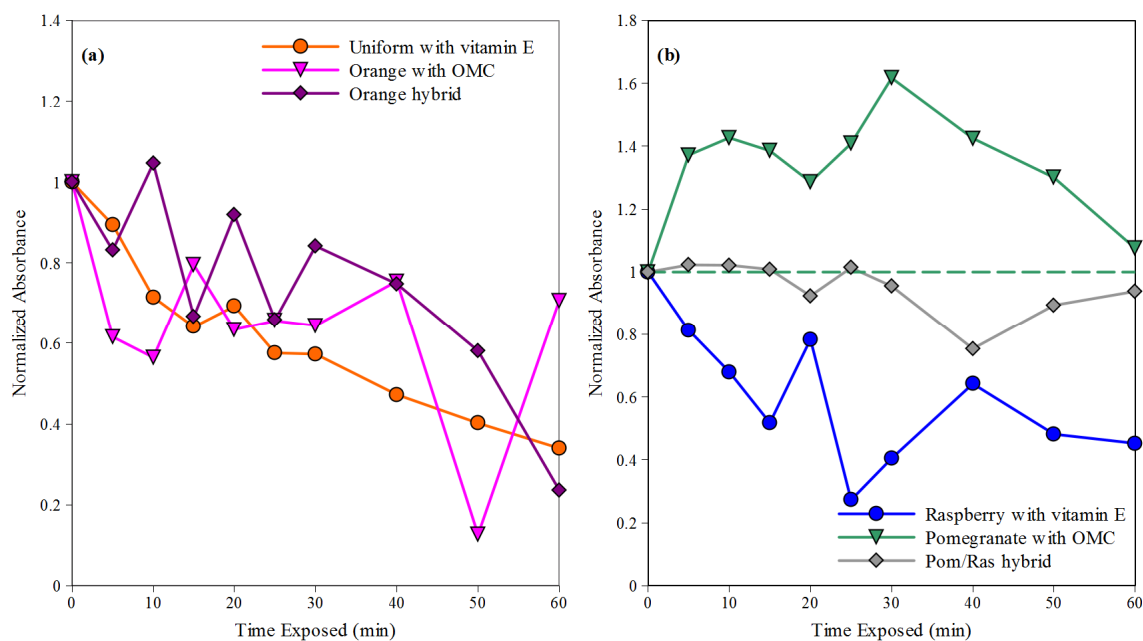 (a)
Uniform with vitamin E
Orange with OMC
Orange hybrid
1.4
1.2
1
0.8
0.6
0.4
0.2
0
Normalized Absorbance
0 10 20 30 40 50 60
Time Exposed (min)
(b)
1.8
1.6
1.4
1.2
1
0.8
0.6
0.4
0.2
0
Normalized Absorbance
Raspberry with vitamin E
Pomegranate with OMC
Pom/Ras hybrid
0 10 20 30 40 50 60
Time Exposed (min)